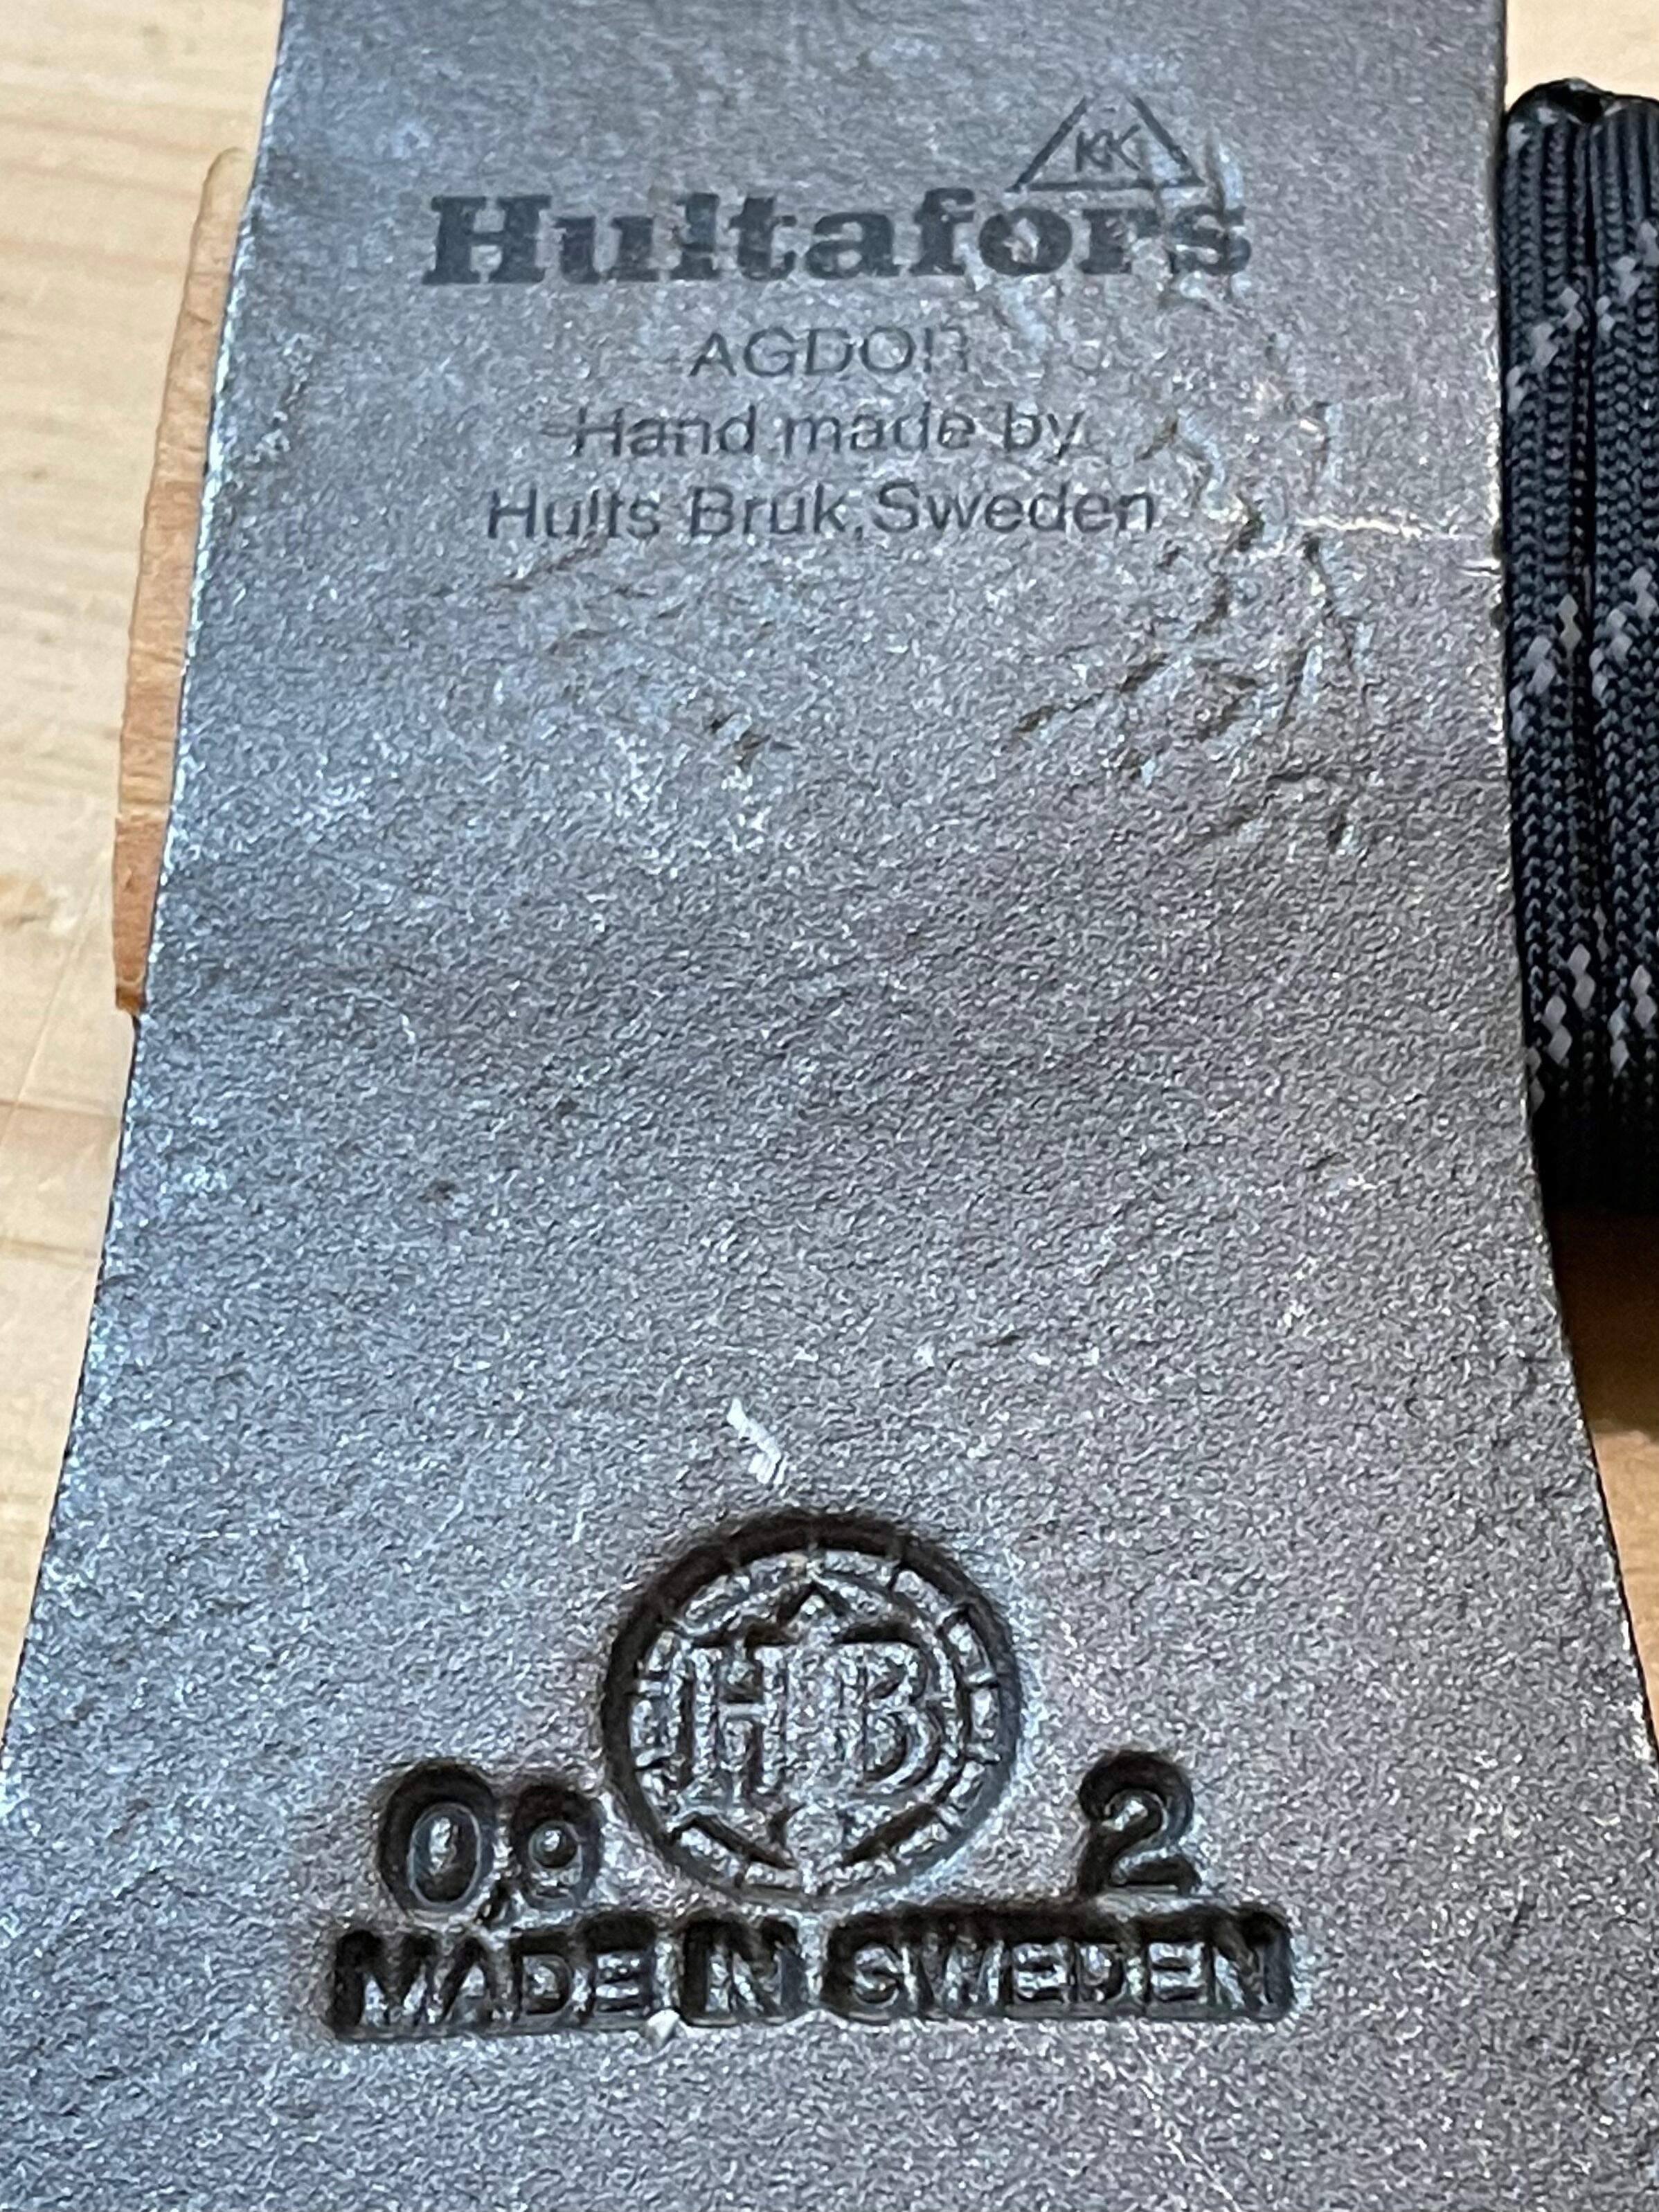 KK
Hultafors
AGDOR
Hand made by
Hults Bruk, Sweden
HB
0,9 2
MADE IN SWEDEN